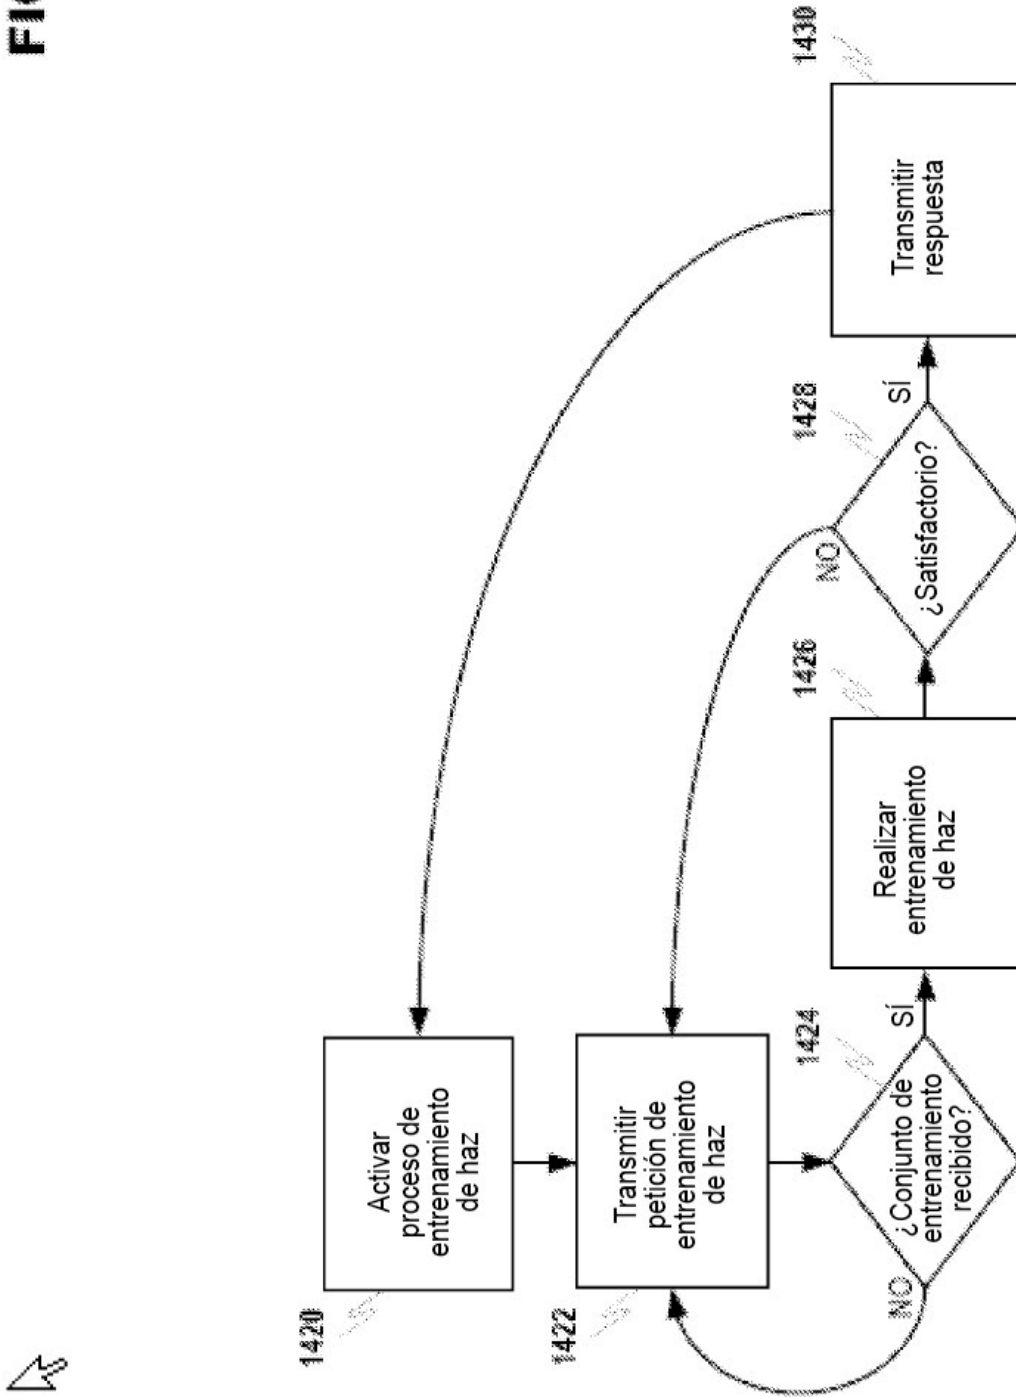 FIG
1420
Activar
proceso de
entrenamiento
de haz
1422
Transmitir
petición de
entrenamiento
de haz
1424
¿Conjunto de
entrenamiento
recibido?
NO
SÍ
1426
Realizar
entrenamiento
de haz
1428
¿Satisfactorio?
NO
SÍ
1430
Transmitir
respuesta